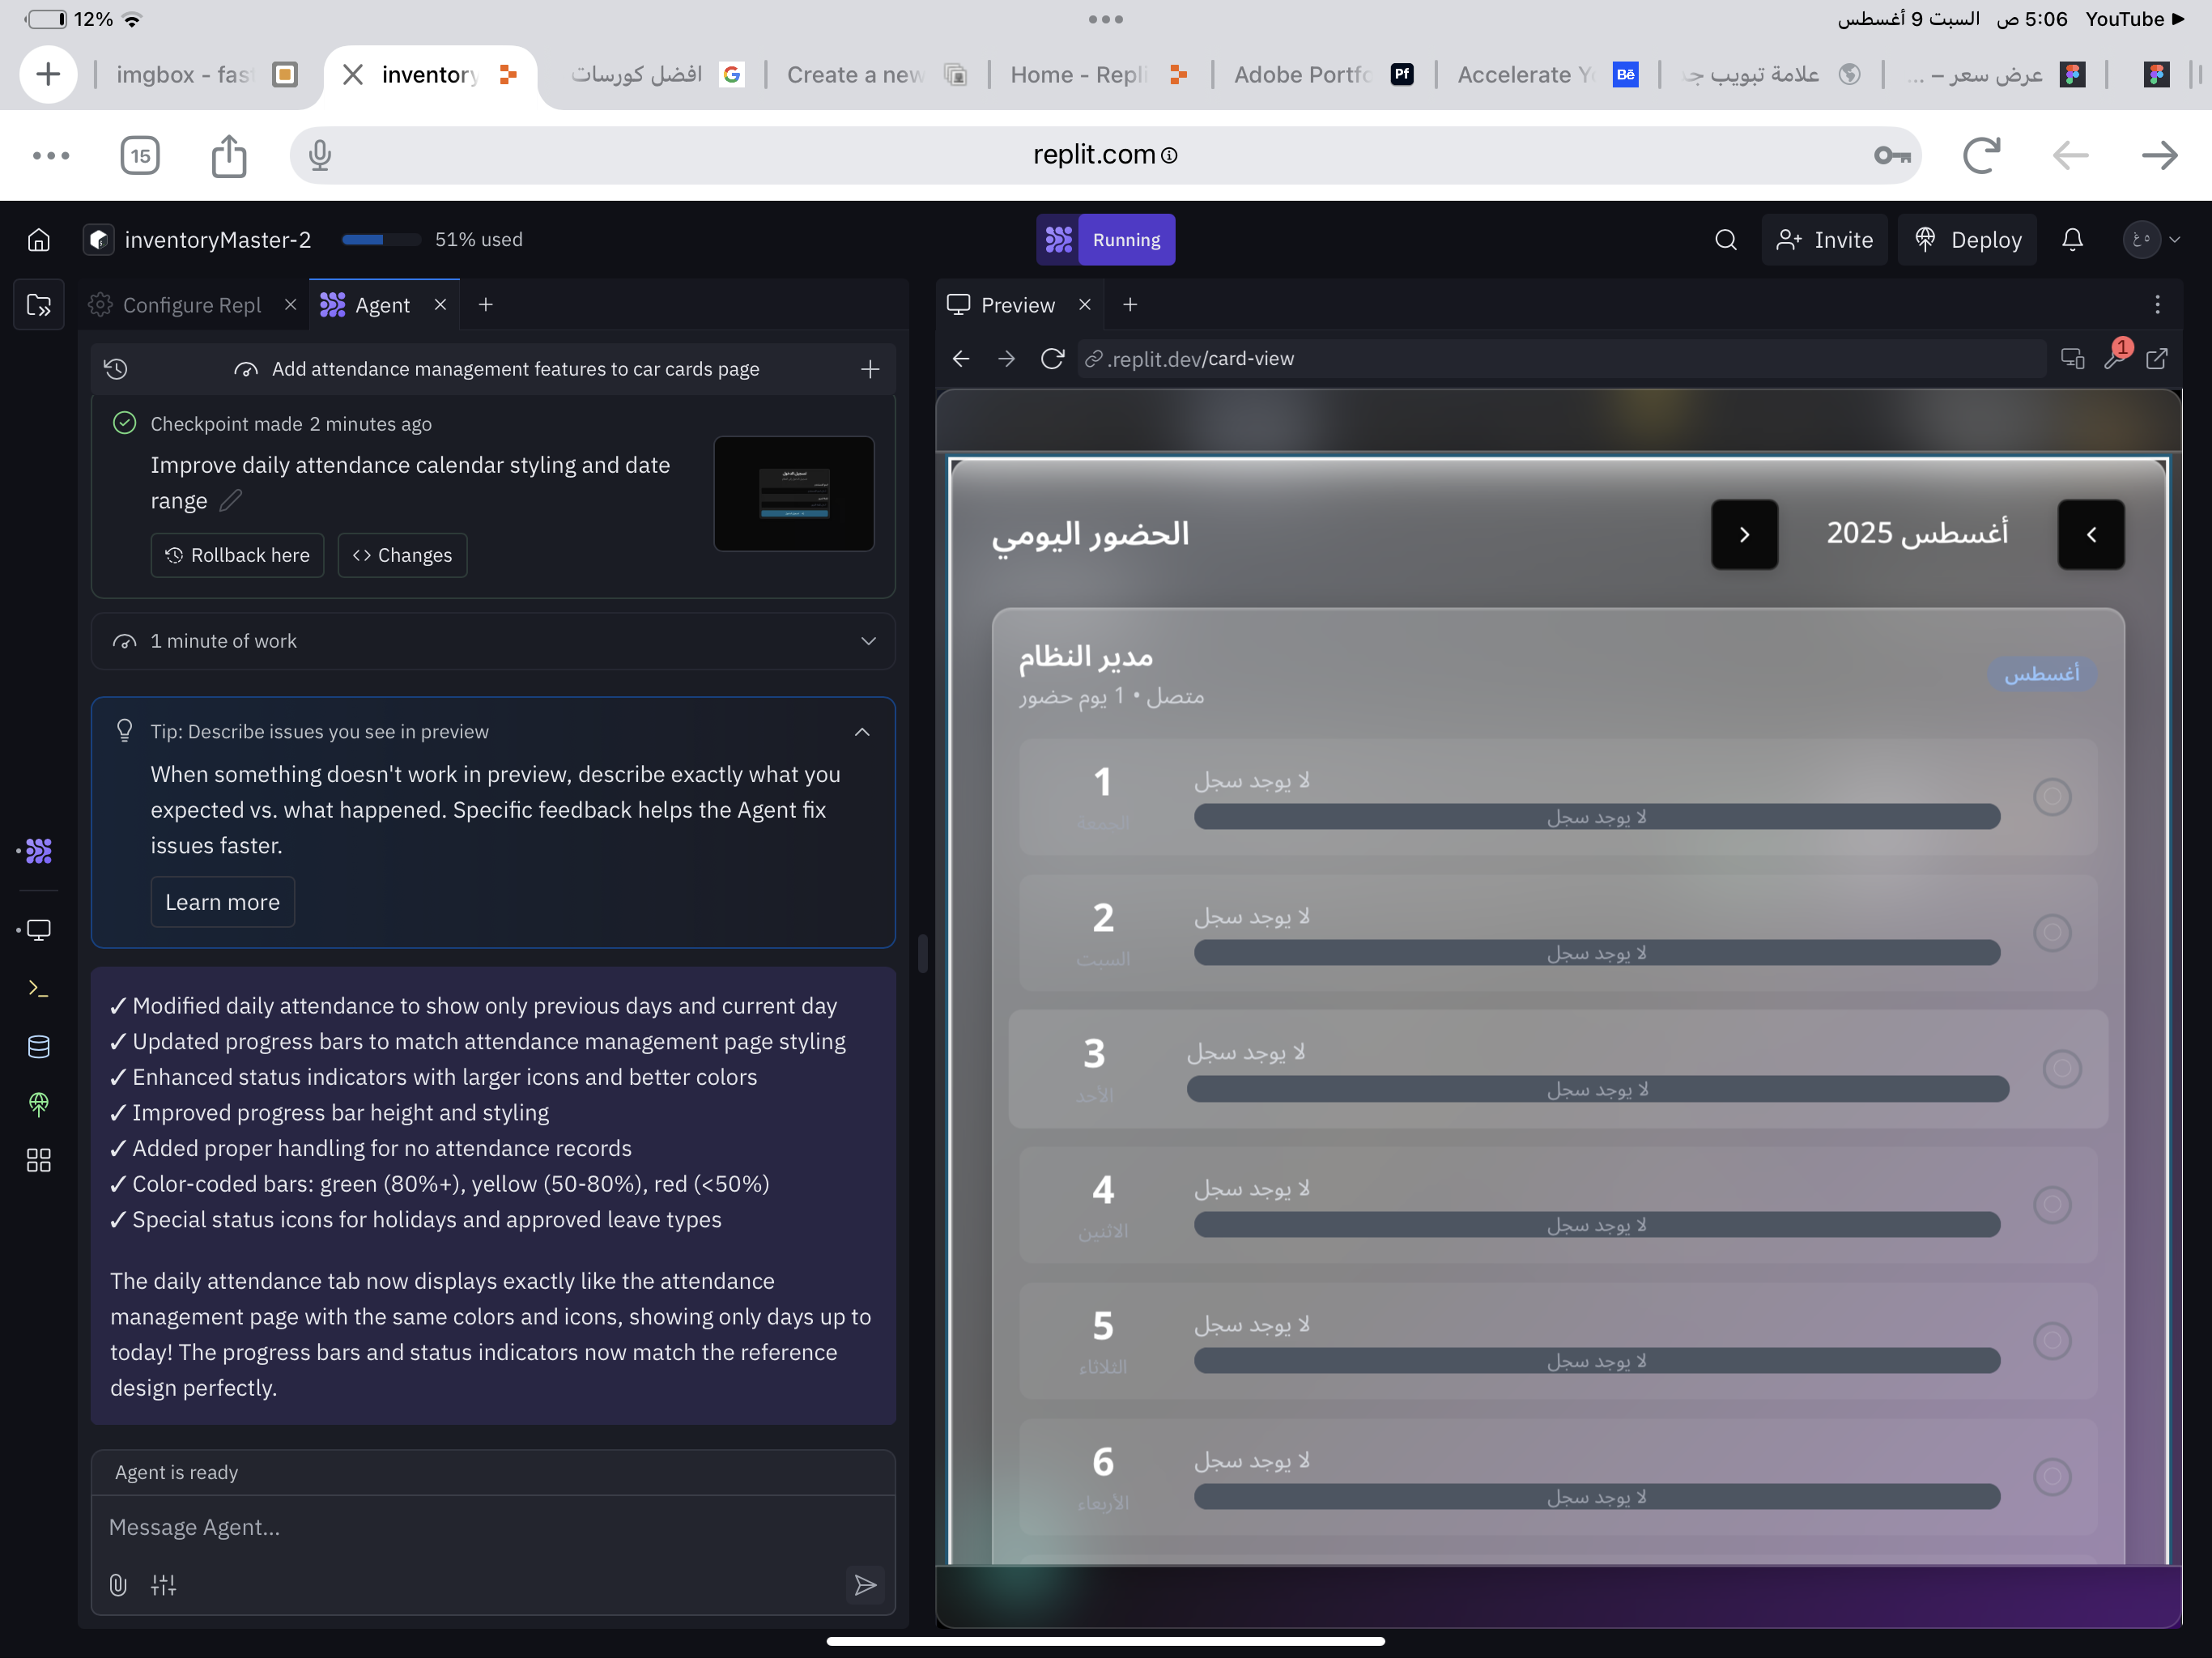 12%
السبت 9 أغسطس 5:06 ص YouTube
imgbox - fas
inventory
افضل كورسات
Create a new
Home - Repli
Adobe Portfo
Pf
Accelerate Y
Bē
علامة تبويب ج
عرض سعر – ...
15
replit.com
inventoryMaster-2
51% used
Running
Invite
Deploy
Configure Repl
Agent
Preview
Add attendance management features to car cards page
.replit.dev/card-view
1
Checkpoint made 2 minutes ago
Improve daily attendance calendar styling and date
range
Rollback here
Changes
1 minute of work
Tip: Describe issues you see in preview
When something doesn't work in preview, describe exactly what you
expected vs. what happened. Specific feedback helps the Agent fix
issues faster.
Learn more
✓ Modified daily attendance to show only previous days and current day
✓ Updated progress bars to match attendance management page styling
✓ Enhanced status indicators with larger icons and better colors
✓ Improved progress bar height and styling
✓ Added proper handling for no attendance records
✓ Color-coded bars: green (80%+), yellow (50-80%), red (<50%)
✓ Special status icons for holidays and approved leave types
The daily attendance tab now displays exactly like the attendance
management page with the same colors and icons, showing only days up to
today! The progress bars and status indicators now match the reference
design perfectly.
Agent is ready
Message Agent...
الحضور اليومي
أغسطس 2025
مدير النظام
متصل • 1 يوم حضور
أغسطس
1
الجمعة
لا يوجد سجل
لا يوجد سجل
2
السبت
لا يوجد سجل
لا يوجد سجل
3
الأحد
لا يوجد سجل
لا يوجد سجل
4
الاثنين
لا يوجد سجل
لا يوجد سجل
5
الثلاثاء
لا يوجد سجل
لا يوجد سجل
6
الأربعاء
لا يوجد سجل
لا يوجد سجل